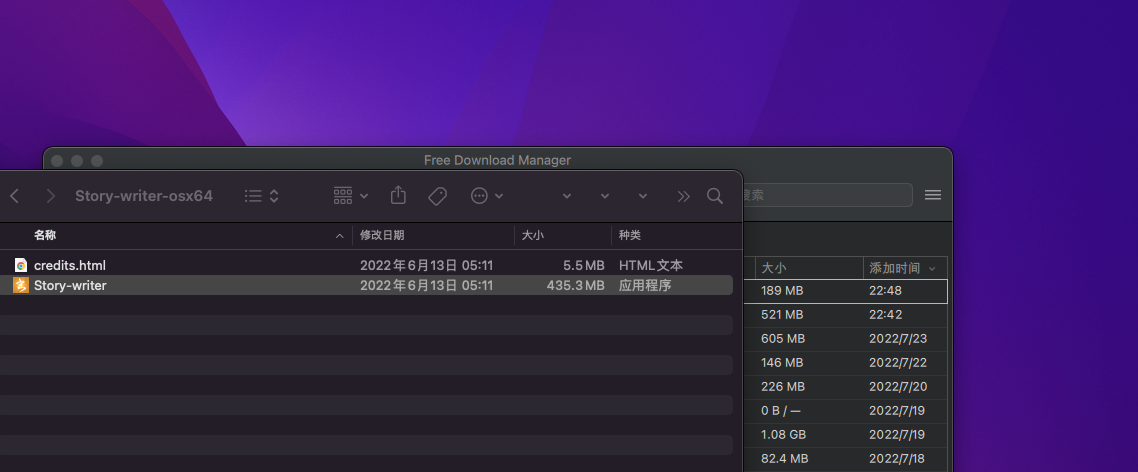 Free Download Manager
Story-writer-osx64
搜索
名称 修改日期 大小 种类
credits.html 2022年6月13日 05:11 5.5 MB HTML文本
Story-writer 2022年6月13日 05:11 435.3 MB 应用程序
大小 添加时间
189 MB 22:48
521 MB 22:42
605 MB 2022/7/23
146 MB 2022/7/22
226 MB 2022/7/20
0 B / — 2022/7/19
1.08 GB 2022/7/19
82.4 MB 2022/7/18